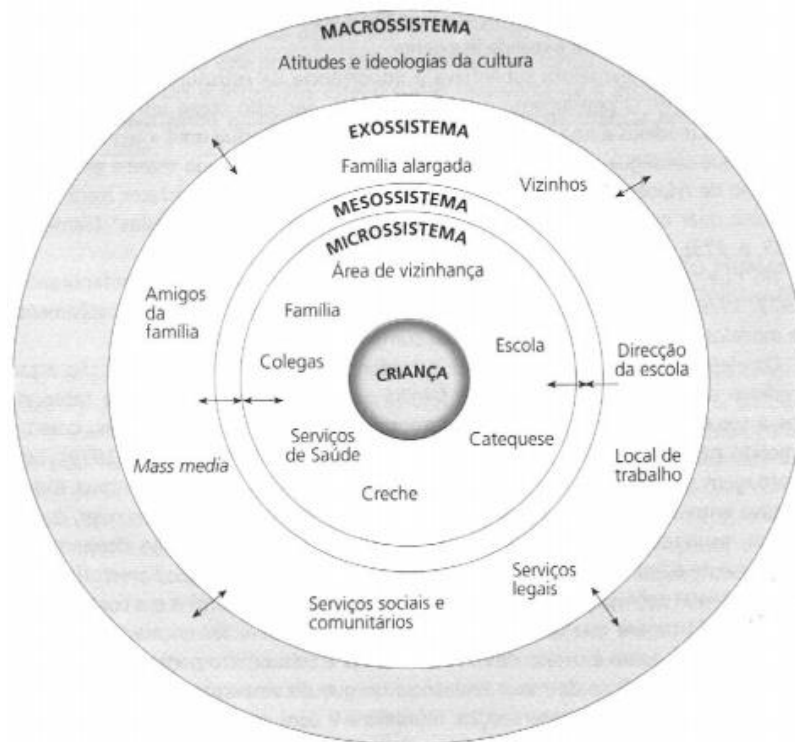 MACROSSISTEMA
Atitudes e ideologias da cultura
EXOSSISTEMA
Família alargada
Vizinhos
MESOSSISTEMA
MICROSSISTEMA
Área de vizinhança
Amigos
da
família
Família
Colegas
CRIANÇA
Escola
Direcção
da escola
Serviços
de Saúde
Catequese
Mass media
Local de
trabalho
Creche
Serviços
legais
Serviços sociais e
comunitários